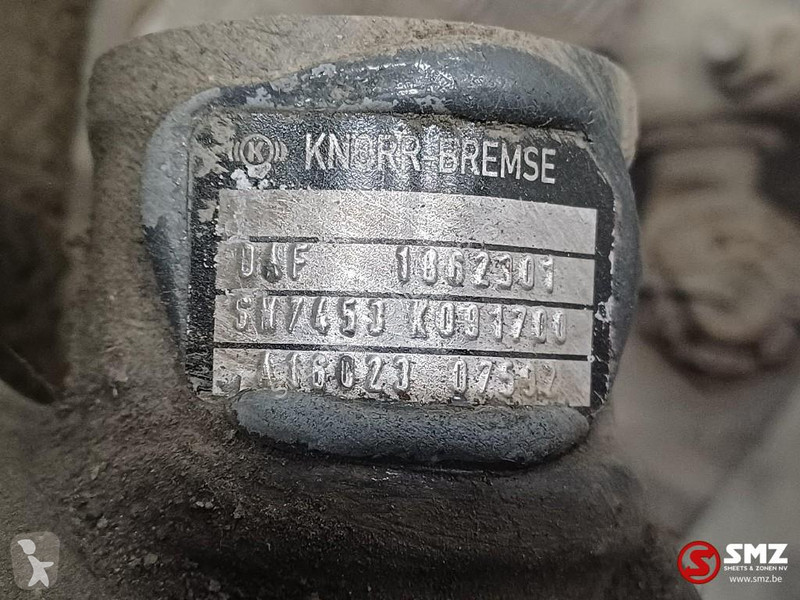 K KNORR-BREMSE
DAF 1862301
SN7453 K091700
A16023 07532
SMZ
SHEETS & ZONEN NV
www.smz.be